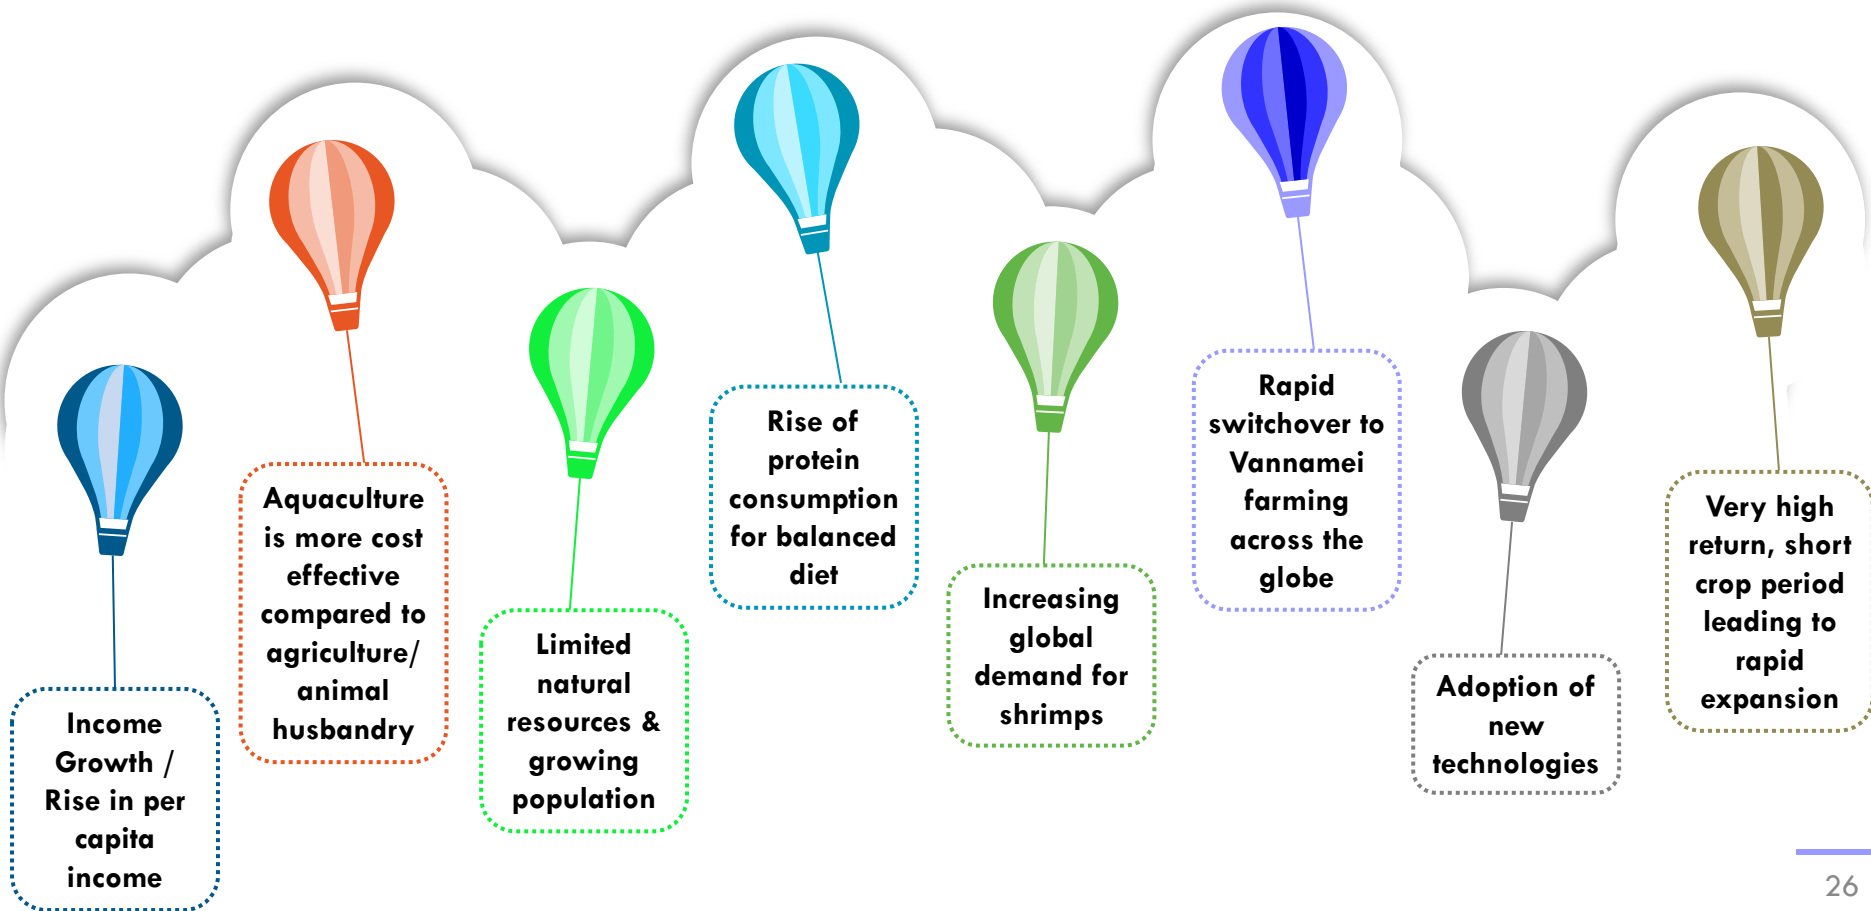 Income
Growth /
Rise in per
capita
income
Aquaculture
is more cost
effective
compared to
agriculture/
animal
husbandry
Limited
natural
resources &
growing
population
Rise of
protein
consumption
for balanced
diet
Increasing
global
demand for
shrimps
Rapid
switchover to
Vannamei
farming
across the
globe
Adoption of
new
technologies
Very high
return, short
crop period
leading to
rapid
expansion
26